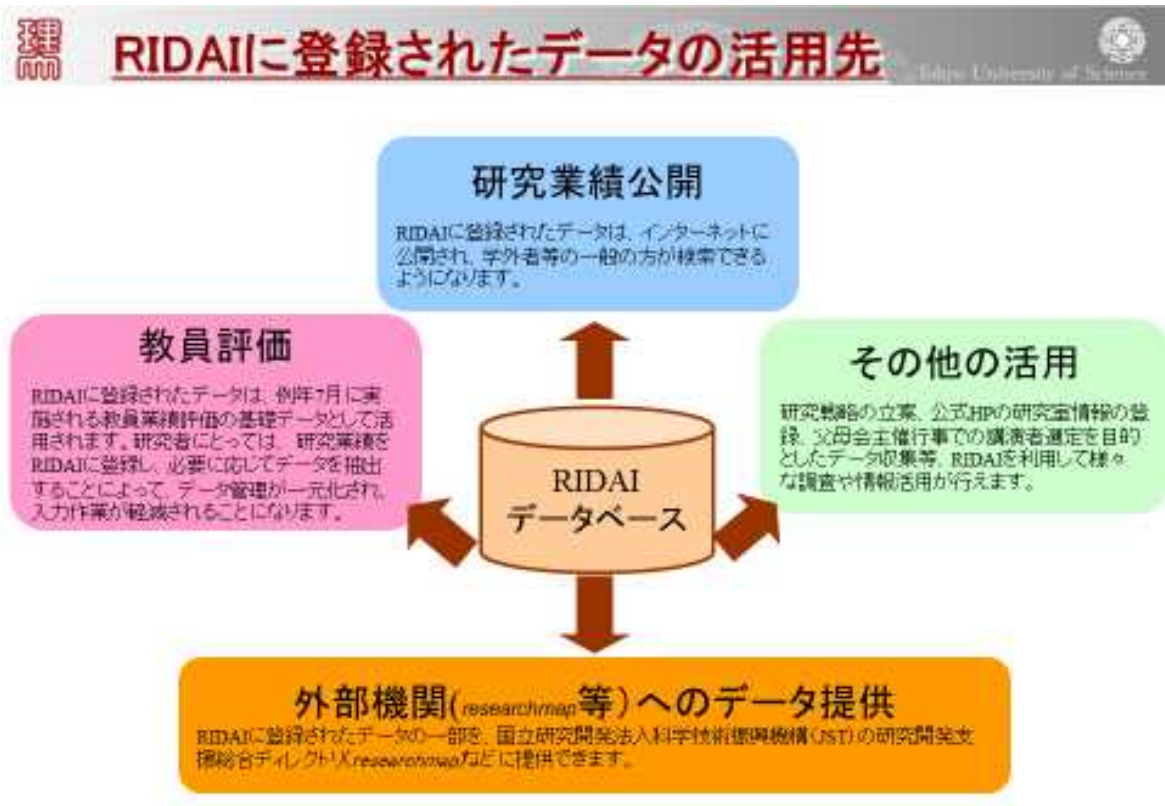 RIDAIに登録されたデータの活用先
Tokyo University of Science
研究業績公開
RIDAIに登録されたデータは、インターネットに
公開され、学外者等の一般の方が検索できる
ようになります。
教員評価
RIDAIに登録されたデータは、例年7月に実
施される教員業績評価の基礎データとして活
用されます。研究者にとっては、研究業績を
RIDAIに登録し、必要に応じてデータを抽出
することによって、データ管理が一元化され、
入力作業が軽減されることになります。
その他の活用
研究戦略の立案、公式HPの研究室情報の登
録、父母会主催行事での講演者選定を目的
としたデータ収集等、RIDAIを利用して様々
な調査や情報活用が行えます。
RIDAI
データベース
外部機関(researchmap等)へのデータ提供
RIDAIに登録されたデータの一部を、国立研究開発法人科学技術振興機構(JST)の研究開発支
援総合ディレクトリ(researchmap)などに提供できます。